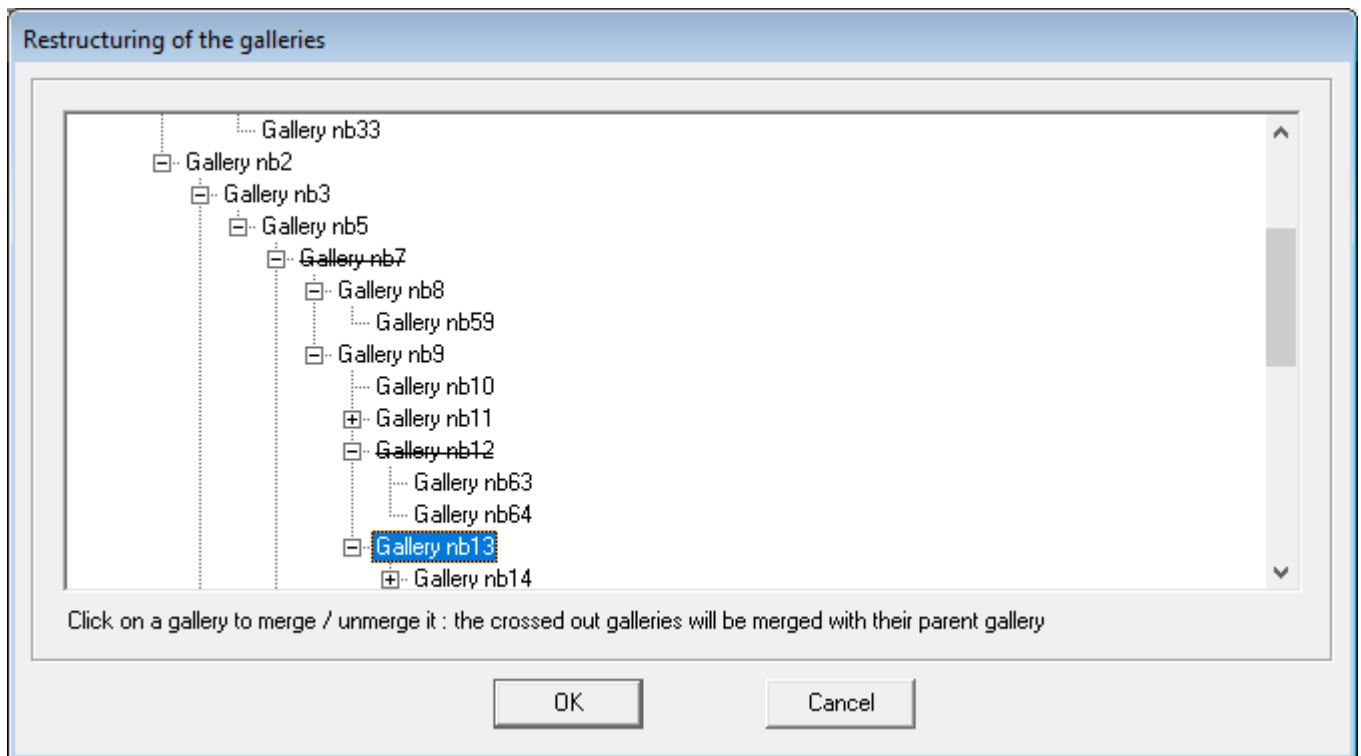 Restructuring of the galleries
Gallery nb33
Gallery nb2
Gallery nb3
Gallery nb5
Gallery nb7
Gallery nb8
Gallery nb59
Gallery nb9
Gallery nb10
Gallery nb11
Gallery nb12
Gallery nb63
Gallery nb64
Gallery nb13
Gallery nb14
Click on a gallery to merge / unmerge it : the crossed out galleries will be merged with their parent gallery
OK Cancel